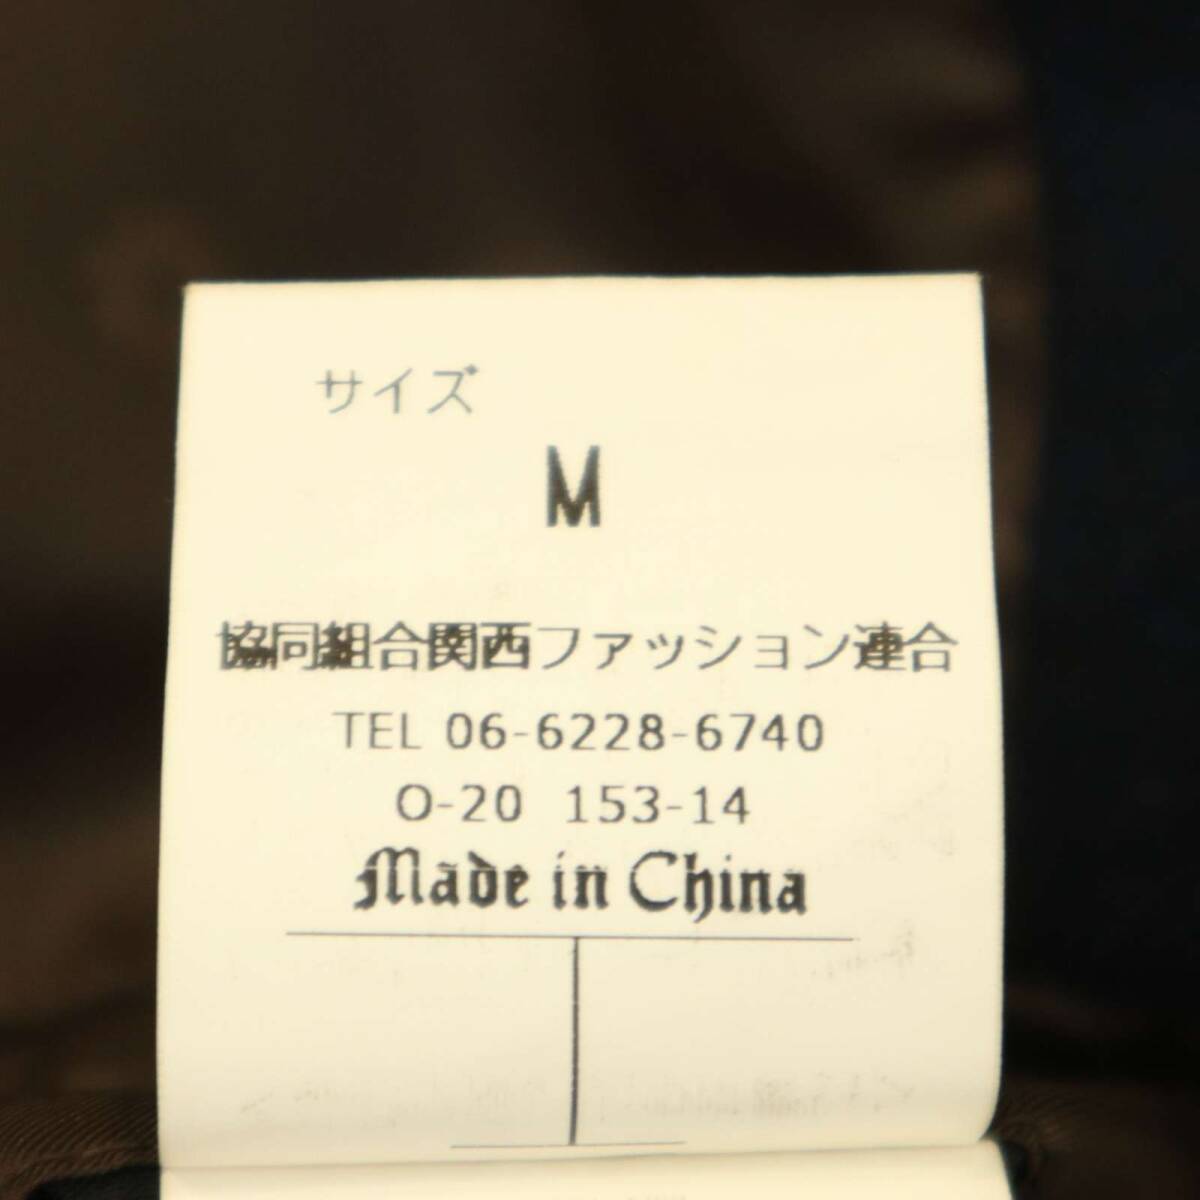 サイズ
M
協同組合関西ファッション連合
TEL 06-6228-6740
O-20 153-14
Made in China